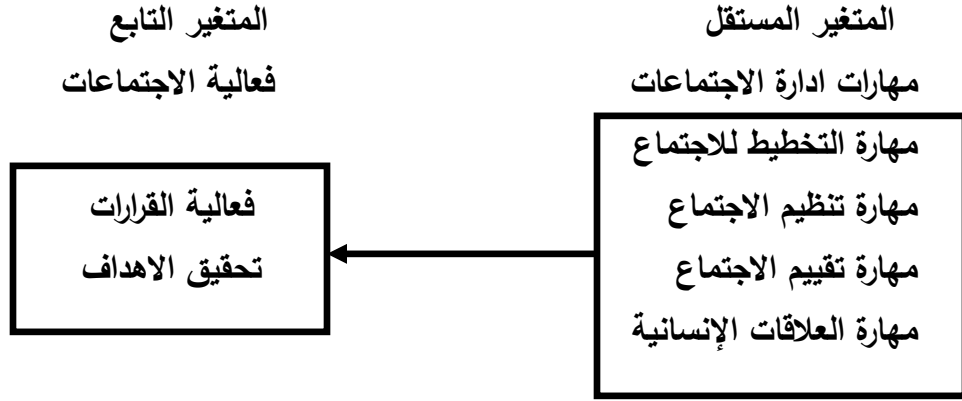 المتغير المستقل
مهارات ادارة الاجتماعات
مهارة التخطيط للاجتماع
مهارة تنظيم الاجتماع
مهارة تقييم الاجتماع
مهارة العلاقات الإنسانية
المتغير التابع
فعالية الاجتماعات
فعالية القرارات
تحقيق الاهداف